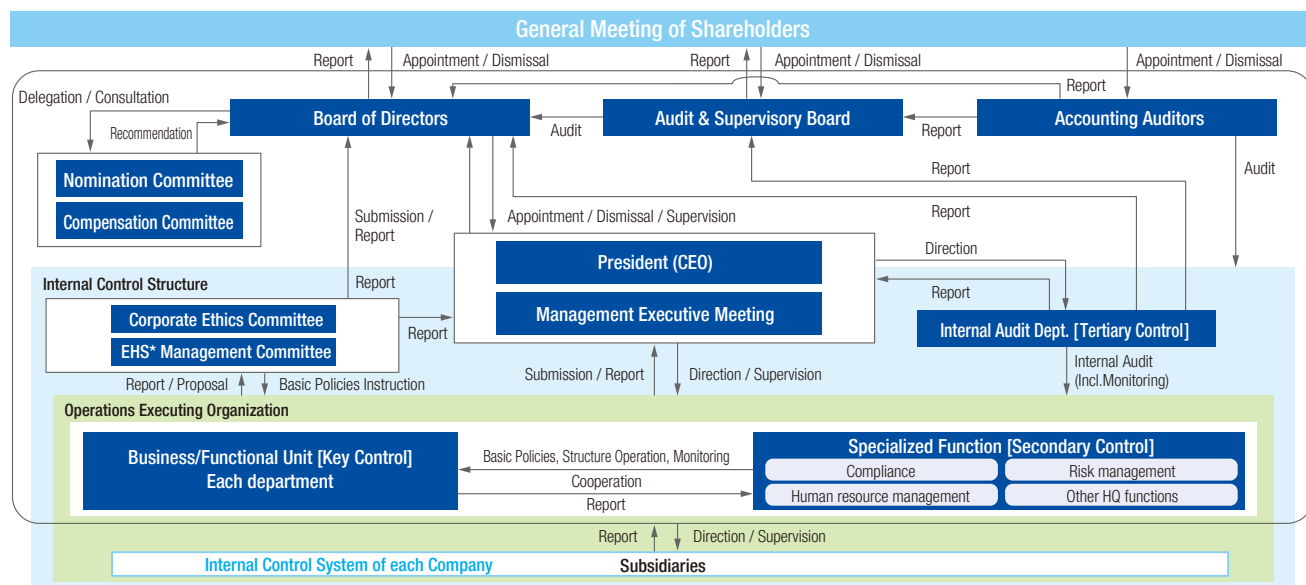 General Meeting of Shareholders
Report
Appointment / Dismissal
Report
Appointment / Dismissal
Appointment / Dismissal
Delegation / Consultation
Report
Board of Directors
Audit & Supervisory Board
Accounting Auditors
Recommendation
Audit
Report
Nomination Committee
Compensation Committee
Report
Audit
Submission /
Report
Appointment / Dismissal / Supervision
Report
President (CEO)
Direction
Internal Control Structure
Report
Report
Corporate Ethics Committee
Management Executive Meeting
Report
Internal Audit Dept. [Tertiary Control]
EHS* Management Committee
Report / Proposal
Basic Policies Instruction
Submission / Report
Direction / Supervision
Internal Audit
(Incl.Monitoring)
Operations Executing Organization
Business/Functional Unit [Key Control]
Each department
Basic Policies, Structure Operation, Monitoring
Cooperation
Report
Specialized Function [Secondary Control]
Compliance
Risk management
Human resource management
Other HQ functions
Report
Direction / Supervision
Internal Control System of each Company
Subsidiaries